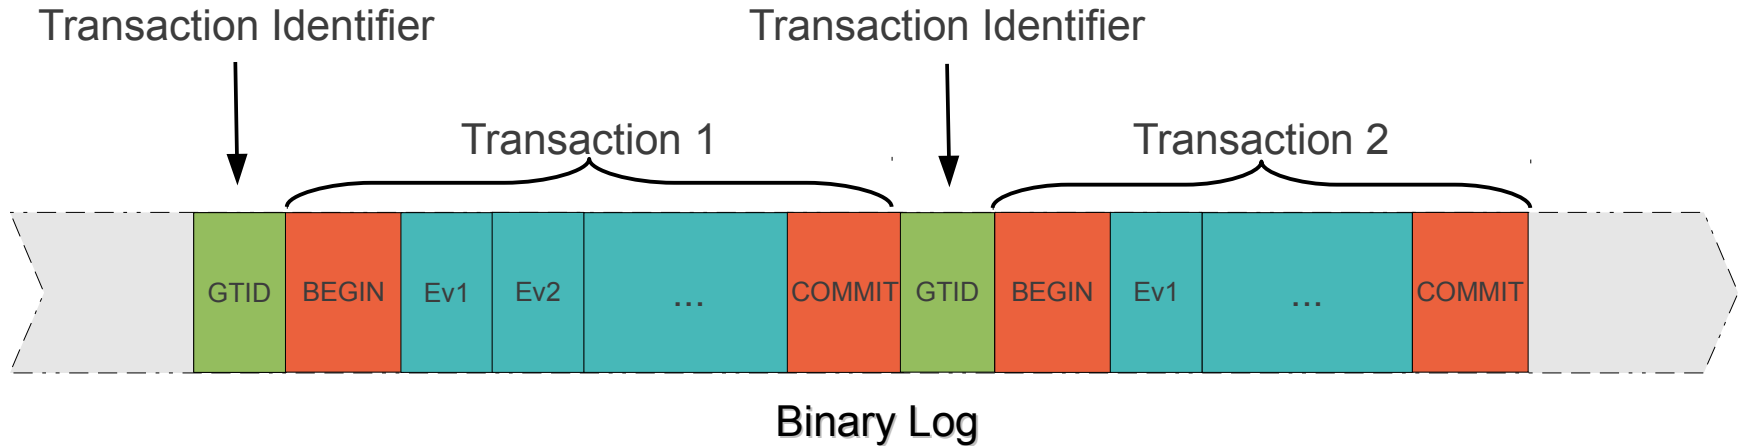 Transaction Identifier
Transaction Identifier
Transaction 1
Transaction 2
GTID BEGIN Ev1 Ev2 ... COMMIT GTID BEGIN Ev1 ... COMMIT
Binary Log